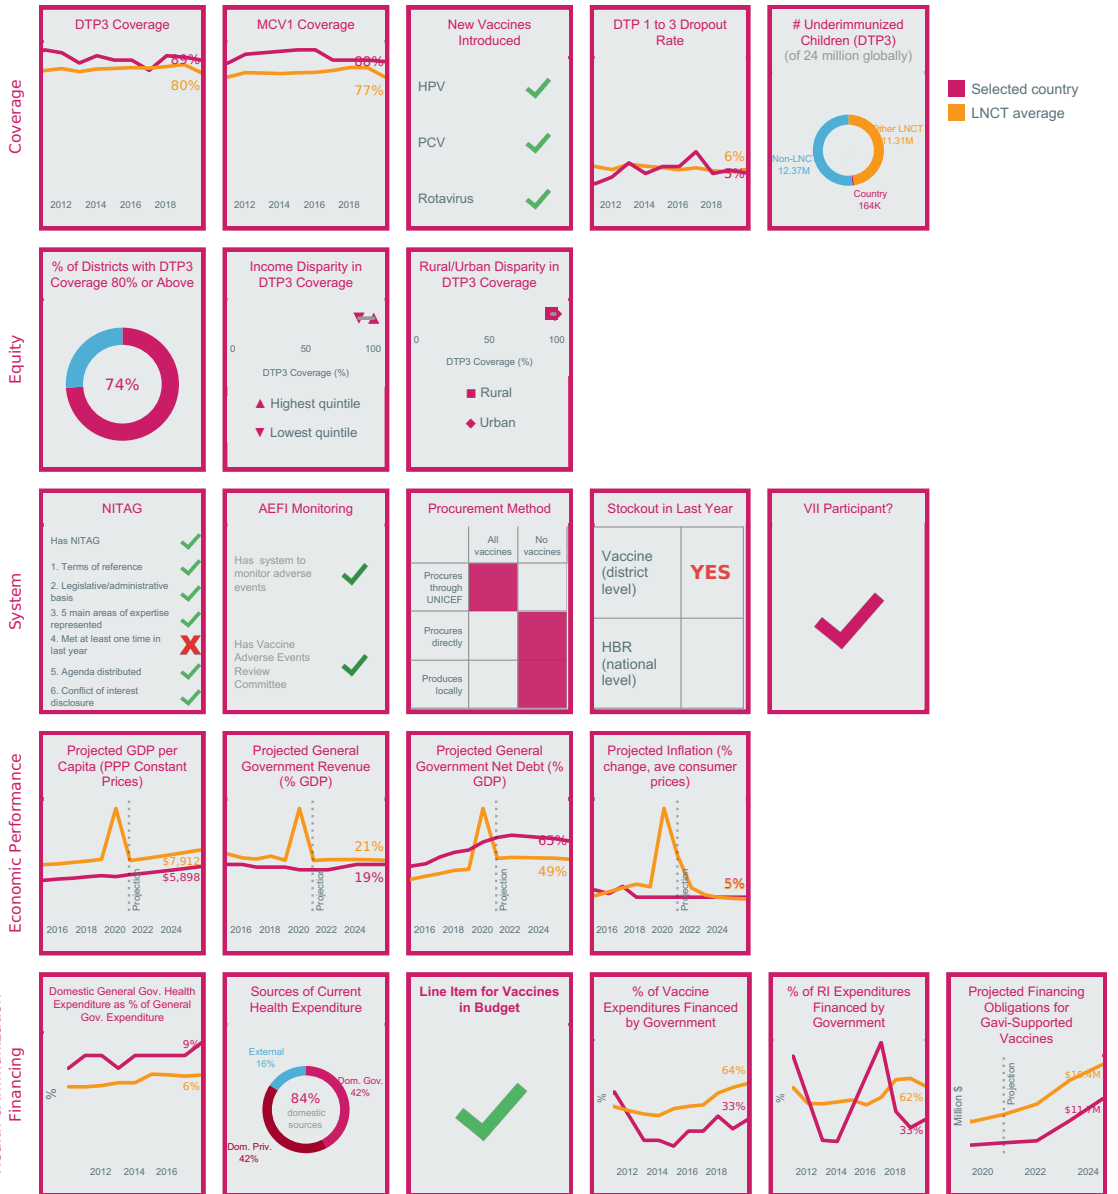 Coverage
DTP3 Coverage
89%
80%
2012 2014 2016 2018
MCV1 Coverage
88%
77%
2012 2014 2016 2018
New Vaccines
Introduced
HPV
PCV
Rotavirus
DTP 1 to 3 Dropout
Rate
6%
5%
2012 2014 2016 2018
# Underimmunized
Children (DTP3)
(of 24 million globally)
Other LNCT
11.31M
Non-LNCT
12.37M
Country
164K
Selected country
LNCT average
Equity
% of Districts with DTP3
Coverage 80% or Above
74%
Income Disparity in
DTP3 Coverage
0 50 100
DTP3 Coverage (%)
Highest quintile
Lowest quintile
Rural/Urban Disparity in
DTP3 Coverage
0 50 100
DTP3 Coverage (%)
Rural
Urban
System
NITAG
Has NITAG
1. Terms of reference
2. Legislative/administrative
basis
3. 5 main areas of expertise
represented
4. Met at least one time in
last year
X
5. Agenda distributed
6. Conflict of interest
disclosure
AEFI Monitoring
Has system to
monitor adverse
events
Has Vaccine
Adverse Events
Review
Committee
Procurement Method
All
vaccines
No
vaccines
Procures
through
UNICEF
Procures
directly
Produces
locally
Stockout in Last Year
Vaccine
(district
level)
YES
HBR
(national
level)
VII Participant?
Economic Performance
Projected GDP per
Capita (PPP Constant
Prices)
$7,912
$5,898
Projection
2016 2018 2020 2022 2024
Projected General
Government Revenue
(% GDP)
21%
19%
Projection
2016 2018 2020 2022 2024
Projected General
Government Net Debt (%
GDP)
65%
49%
Projection
2016 2018 2020 2022 2024
Projected Inflation (%
change, ave consumer
prices)
5%
Projection
2016 2018 2020 2022 2024
Financing
Domestic General Gov. Health
Expenditure as % of General
Gov. Expenditure
9%
6%
%
2012 2014 2016
Sources of Current
Health Expenditure
External
16%
84%
domestic
sources
Dom. Gov.
42%
Dom. Priv.
42%
Line Item for Vaccines
in Budget
% of Vaccine
Expenditures Financed
by Government
64%
33%
%
2012 2014 2016 2018
% of RI Expenditures
Financed by
Government
62%
33%
%
2012 2014 2016 2018
Projected Financing
Obligations for
Gavi-Supported
Vaccines
Million $
Projection
2020 2022 2024